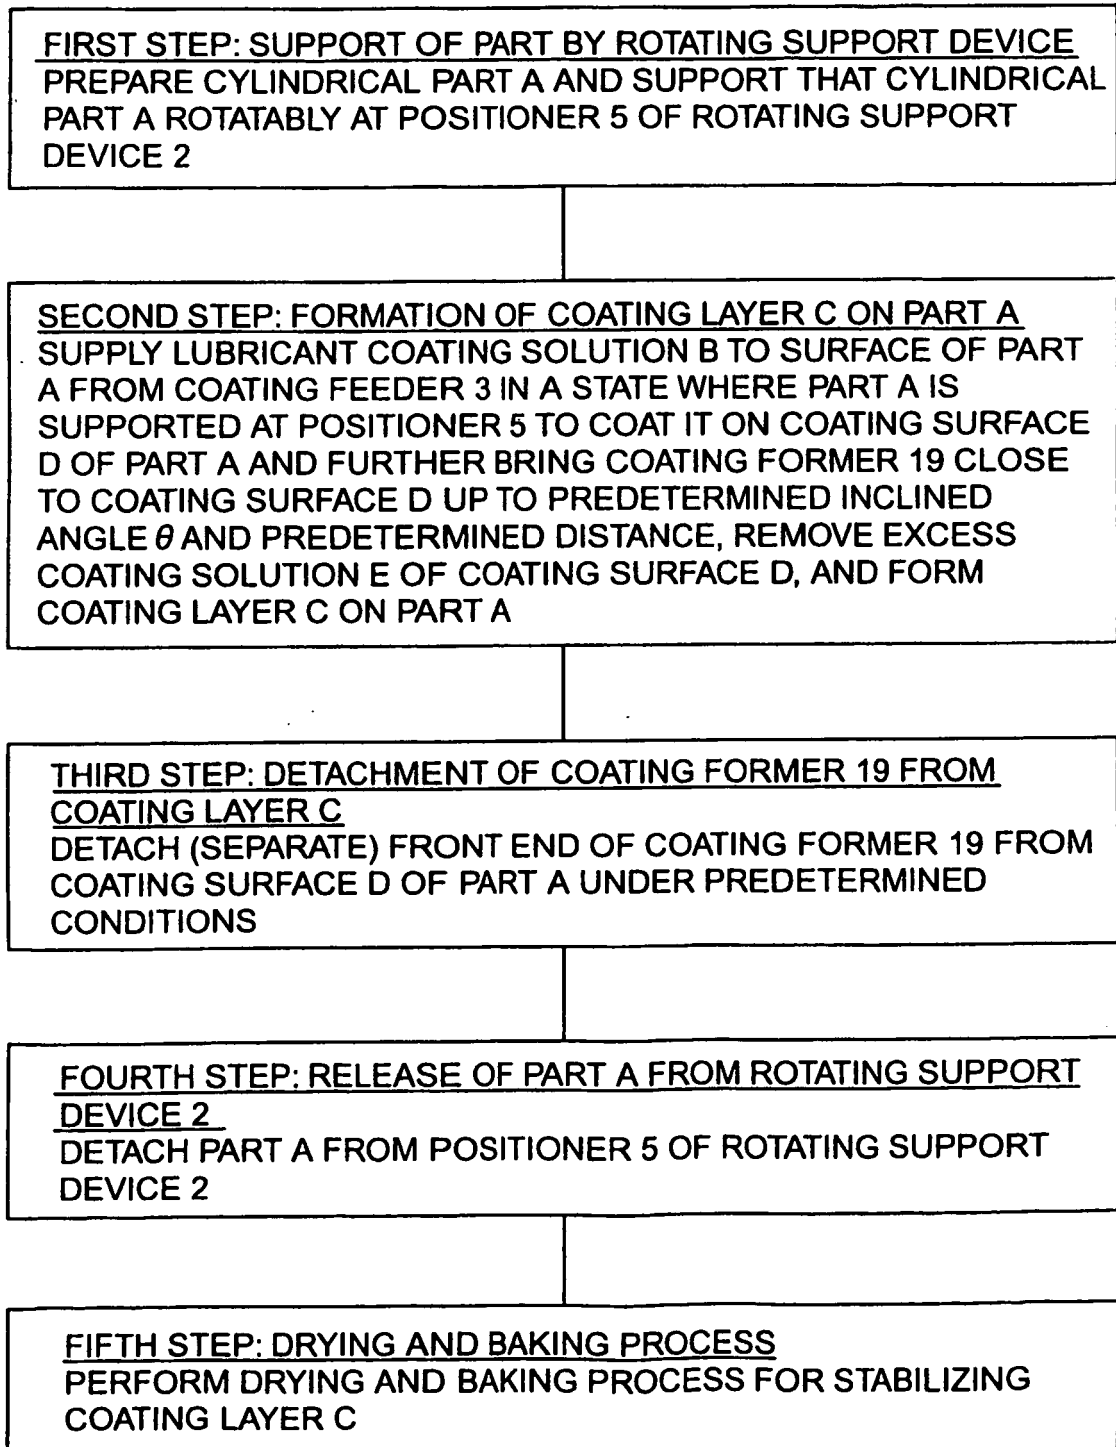 FIRST STEP: SUPPORT OF PART BY ROTATING SUPPORT DEVICE
PREPARE CYLINDRICAL PART A AND SUPPORT THAT CYLINDRICAL
PART A ROTATABLY AT POSITIONER 5 OF ROTATING SUPPORT
DEVICE 2
SECOND STEP: FORMATION OF COATING LAYER C ON PART A
SUPPLY LUBRICANT COATING SOLUTION B TO SURFACE OF PART
A FROM COATING FEEDER 3 IN A STATE WHERE PART A IS
SUPPORTED AT POSITIONER 5 TO COAT IT ON COATING SURFACE
D OF PART A AND FURTHER BRING COATING FORMER 19 CLOSE
TO COATING SURFACE D UP TO PREDETERMINED INCLINED
ANGLE θ AND PREDETERMINED DISTANCE, REMOVE EXCESS
COATING SOLUTION E OF COATING SURFACE D, AND FORM
COATING LAYER C ON PART A
THIRD STEP: DETACHMENT OF COATING FORMER 19 FROM
COATING LAYER C
DETACH (SEPARATE) FRONT END OF COATING FORMER 19 FROM
COATING SURFACE D OF PART A UNDER PREDETERMINED
CONDITIONS
FOURTH STEP: RELEASE OF PART A FROM ROTATING SUPPORT
DEVICE 2
DETACH PART A FROM POSITIONER 5 OF ROTATING SUPPORT
DEVICE 2
FIFTH STEP: DRYING AND BAKING PROCESS
PERFORM DRYING AND BAKING PROCESS FOR STABILIZING
COATING LAYER C